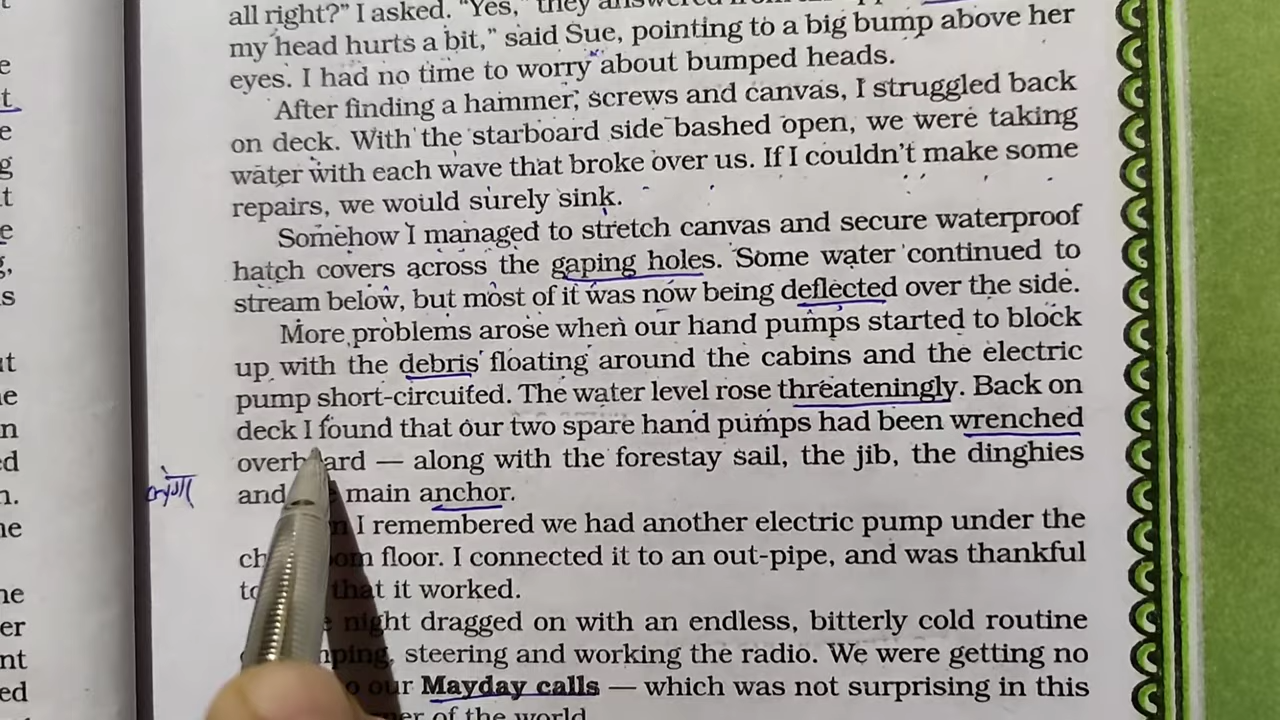 all right?" I asked. "Yes," they answered from
my head hurts a bit," said Sue, pointing to a big bump above her
eyes. I had no time to worry about bumped heads.
After finding a hammer, screws and canvas, I struggled back
on deck. With the starboard side bashed open, we were taking
water with each wave that broke over us. If I couldn't make some
repairs, we would surely sink.
Somehow I managed to stretch canvas and secure waterproof
hatch covers across the gaping holes. Some water continued to
stream below, but most of it was now being deflected over the side.
More problems arose when our hand pumps started to block
up with the debris floating around the cabins and the electric
pump short-circuited. The water level rose threateningly. Back on
deck I found that our two spare hand pumps had been wrenched
overboard — along with the forestay sail, the jib, the dinghies
and main anchor.
I remembered we had another electric pump under the
floor. I connected it to an out-pipe, and was thankful
that it worked.
night dragged on with an endless, bitterly cold routine
steering and working the radio. We were getting no
our Mayday calls — which was not surprising in this
of the world.